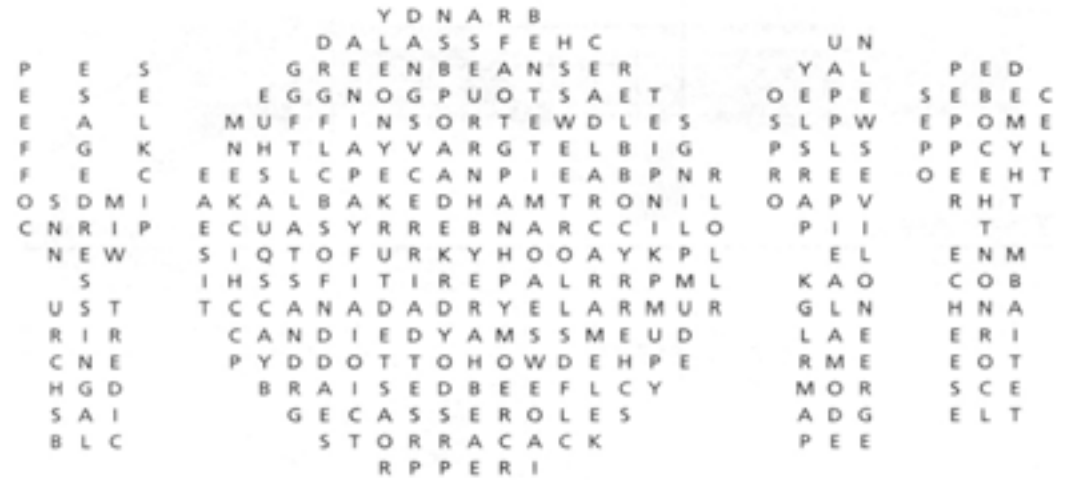 Y D N A R B
D A L A S S F E H C U N
P E S G R E E N B E A N S E R Y A L P E D
E S E E G G N O G P U O T S A E T O E P E S E B E C
E A L M U F F I N S O R T E W D L E S S L P W E P O M E
F G K N H T L A Y V A R G T E L B I G P S L S P P C Y L
F E C E E S L C P E C A N P I E A B P N R R R E E O E E H T
O S D M I A K A L B A K E D H A M T R O N I L O A P V R H T
C N R I P E C U A S Y R R E B N A R C C I L O P I I T
N E W S I Q T O F U R K Y H O O A Y K P L E L E N M
S I H S S F I T I R E P A L R R P M L K A O C O B
U S T T C C A N A D A D R Y E L A R M U R G L N H N A
R I R C A N D I E D Y A M S S M E U D L A E E R I
C N E P Y D D O T T O H O W D E H P E R M E E O T
H G D B R A I S E D B E E F L C Y M O R S C E
S A I G E C A S S E R O L E S A D G E L T
B L C S T O R R A C A C K P E E
R P P E R I